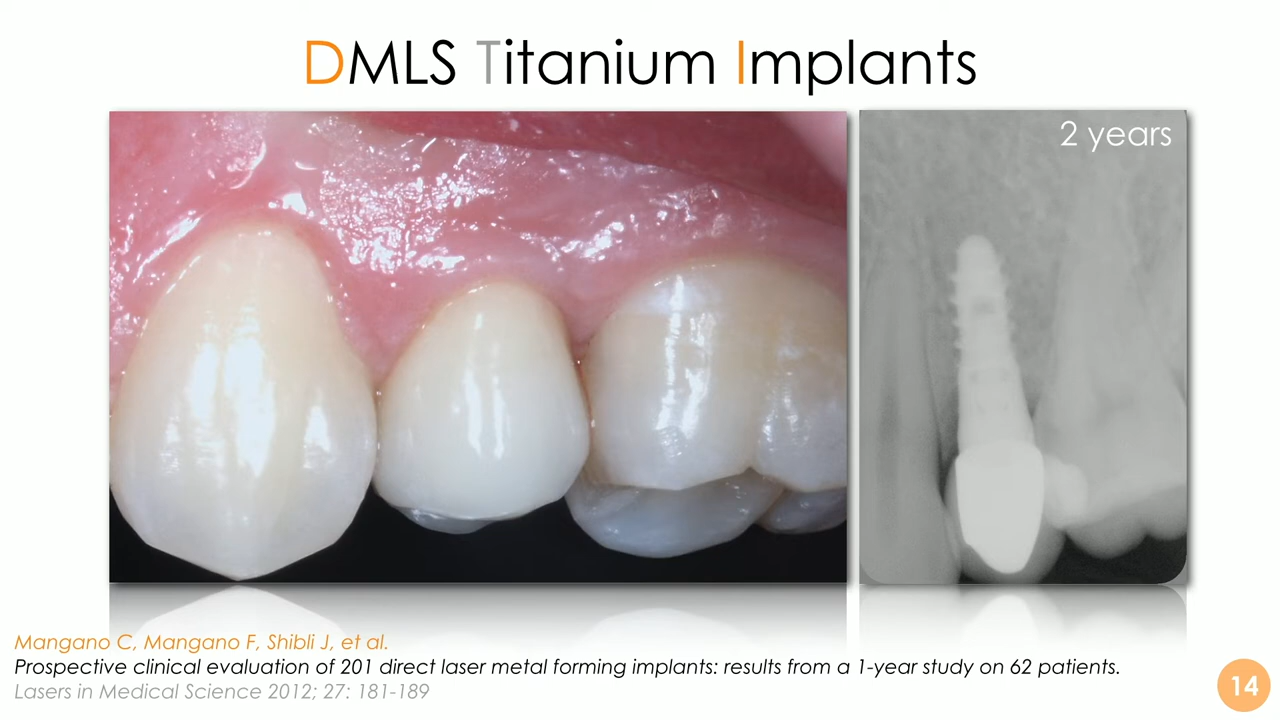 DMLS Titanium Implants
2 years
Mangano C, Mangano F, Shibli J, et al.
Prospective clinical evaluation of 201 direct laser metal forming implants: results from a 1-year study on 62 patients.
Lasers in Medical Science 2012; 27: 181-189
14